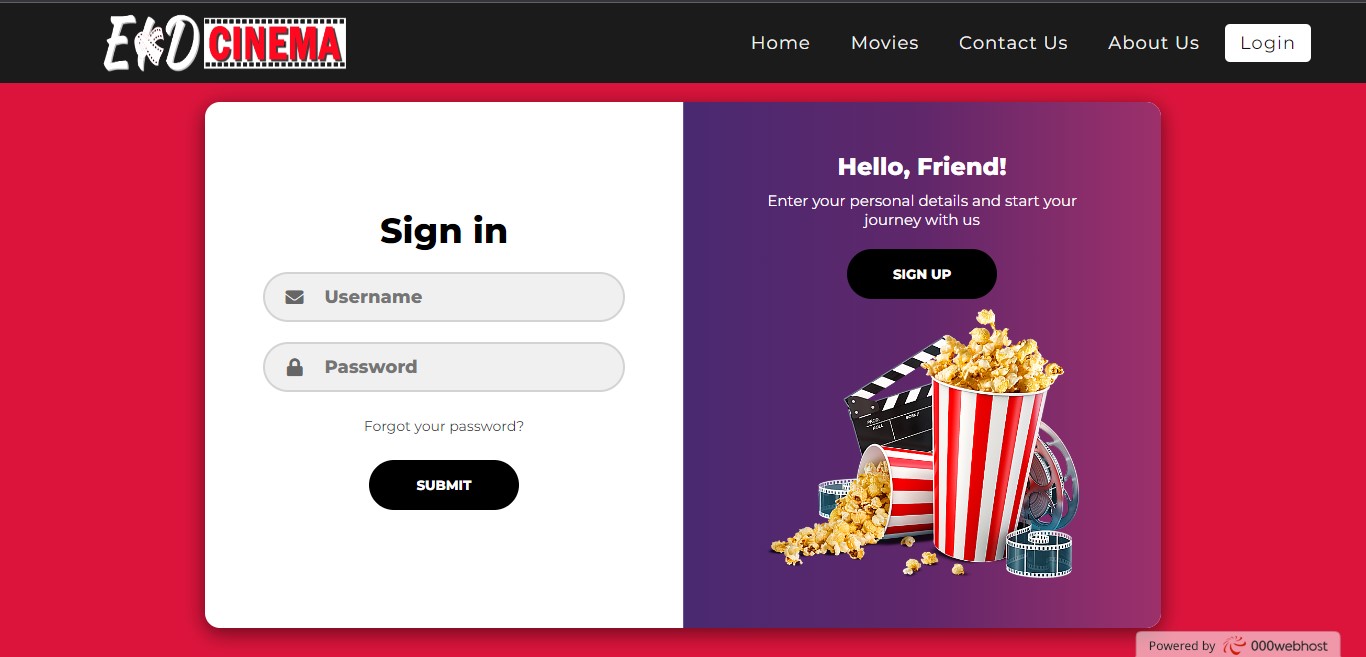 EKD CINEMA
Home
Movies
Contact Us
About Us
Login
Sign in
Username
Password
Forgot your password?
SUBMIT
Hello, Friend!
Enter your personal details and start your
journey with us
SIGN UP
ROLL
Powered by 000webhost